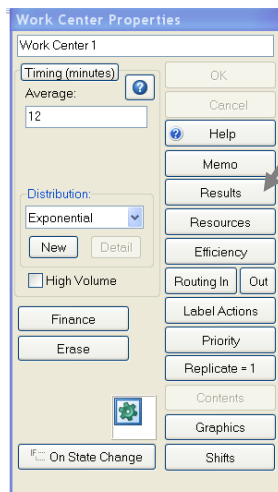 Work Center Properties
Work Center 1
Timing (minutes)
Average:
12
?
Distribution:
Exponential
New
Detail
High Volume
Finance
Erase
IF
On State Change
OK
Cancel
? Help
Memo
Results
Resources
Efficiency
Routing In
Out
Label Actions
Priority
Replicate = 1
Contents
Graphics
Shifts